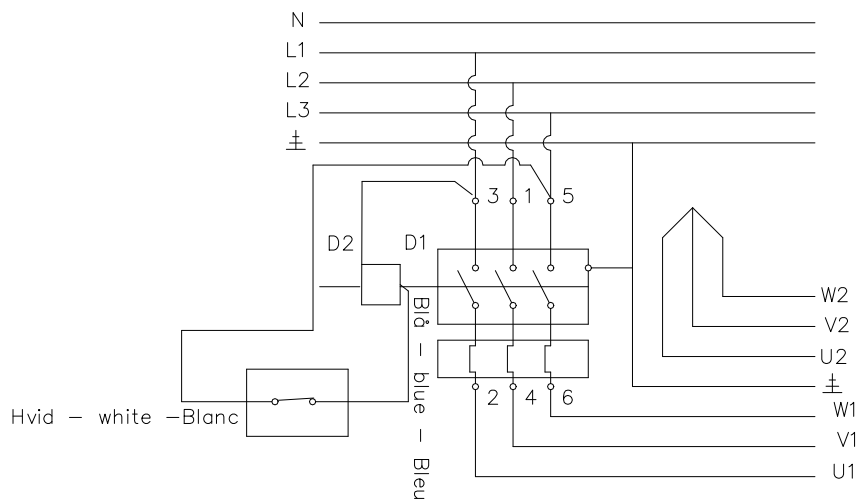 N
L1
L2
L3
3 1 5
D2 D1
W2
V2
U2
2 4 6
Blå - blue - Bleu
Hvid - white -Blanc
W1
V1
U1